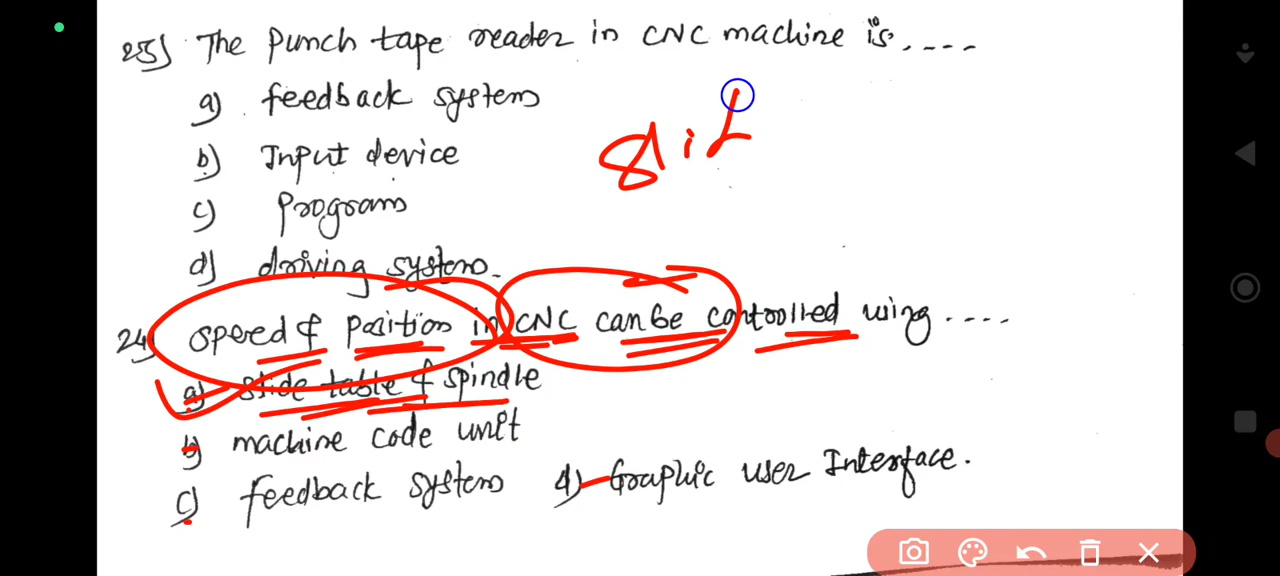 25) The Punch tape reader in CNC machine is....
a) feedback system
b) Input device
c) Program
d) driving system.
24) Speed & Position in CNC can be controlled using ....
a) Slide table & spindle
b) machine code unit
c) feedback system d) Graphic user Interface.